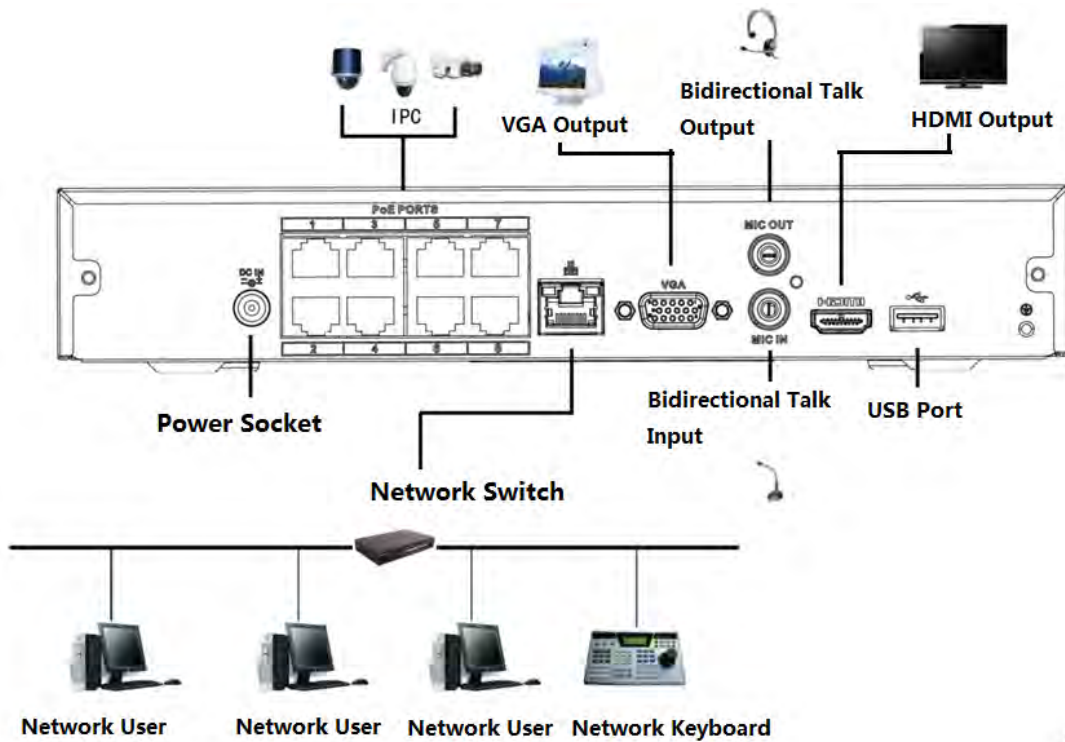 IPC
VGA Output
Bidirectional Talk
Output
HDMI Output
PoE PORTS
1 3 5 7
MIC OUT
DC IN
VGA
HDMI
2 4 6 8
MIC IN
Power Socket
Bidirectional Talk
Input
USB Port
Network Switch
Network User
Network User
Network User
Network Keyboard